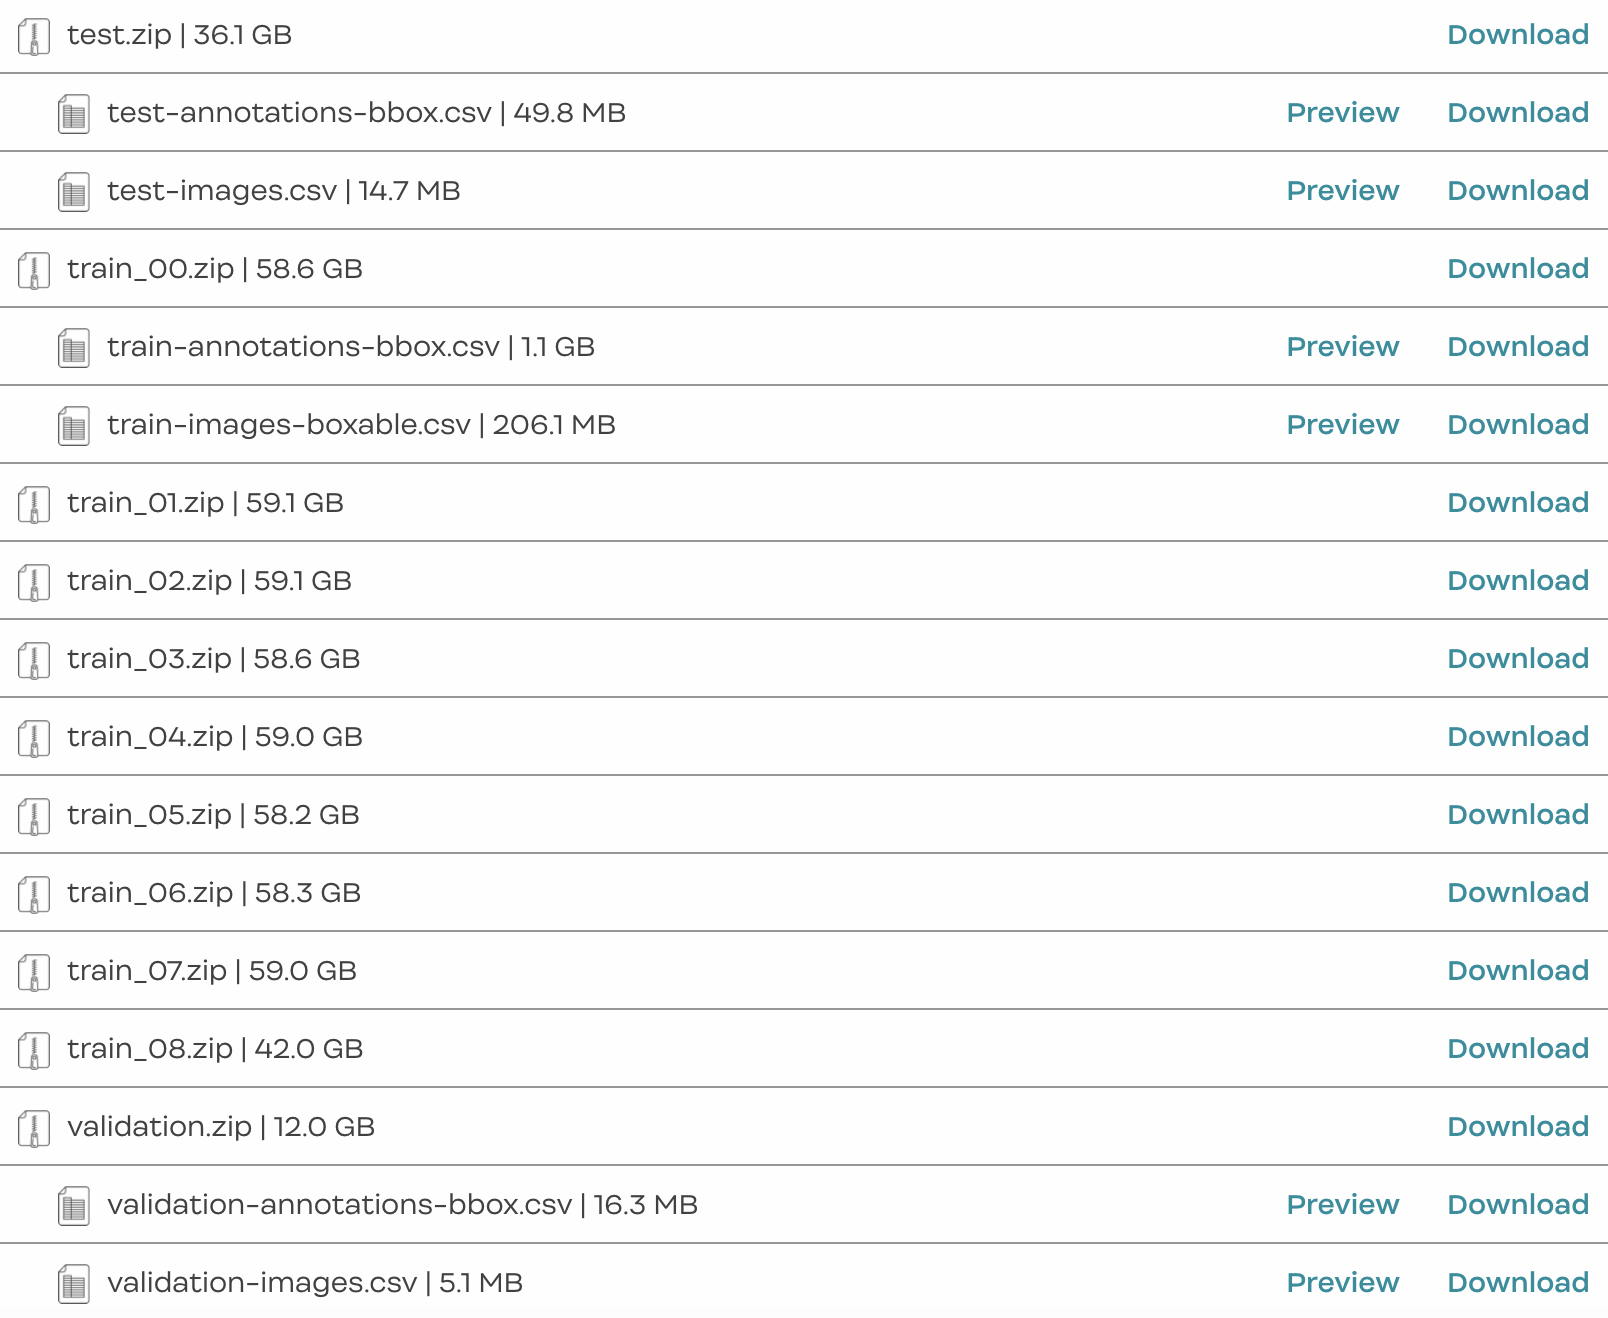 test.zip | 36.1 GB Download
test-annotations-bbox.csv | 49.8 MB Preview Download
test-images.csv | 14.7 MB Preview Download
train_00.zip | 58.6 GB Download
train-annotations-bbox.csv | 1.1 GB Preview Download
train-images-boxable.csv | 206.1 MB Preview Download
train_01.zip | 59.1 GB Download
train_02.zip | 59.1 GB Download
train_03.zip | 58.6 GB Download
train_04.zip | 59.0 GB Download
train_05.zip | 58.2 GB Download
train_06.zip | 58.3 GB Download
train_07.zip | 59.0 GB Download
train_08.zip | 42.0 GB Download
validation.zip | 12.0 GB Download
validation-annotations-bbox.csv | 16.3 MB Preview Download
validation-images.csv | 5.1 MB Preview Download